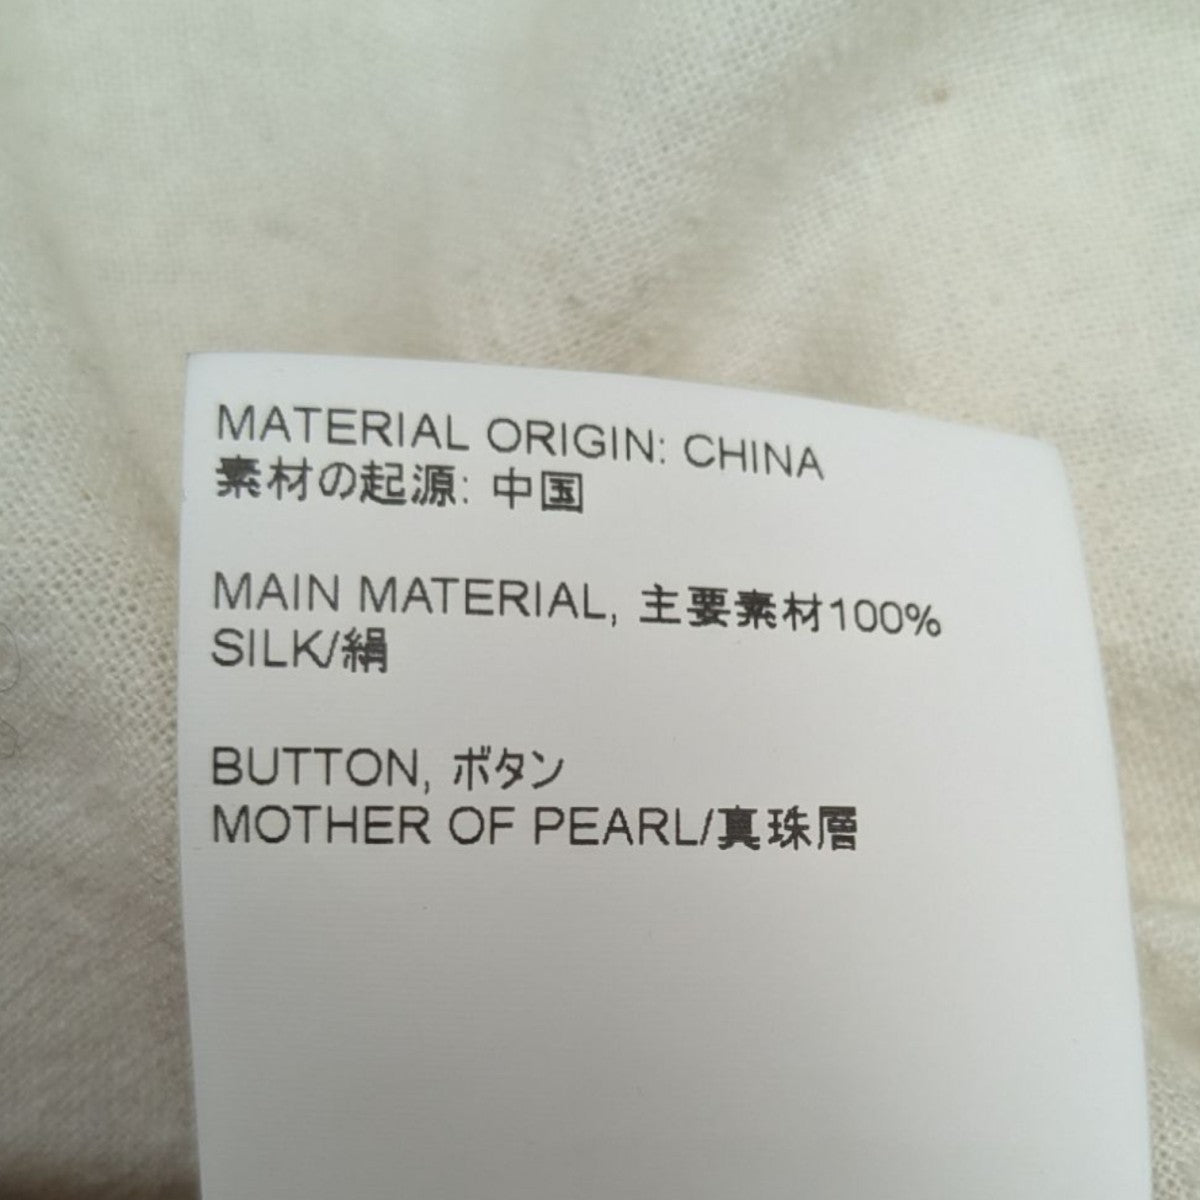 MATERIAL ORIGIN: CHINA
素材の起源: 中国
MAIN MATERIAL, 主要素材100%
SILK/絹
BUTTON, ボタン
MOTHER OF PEARL/真珠層